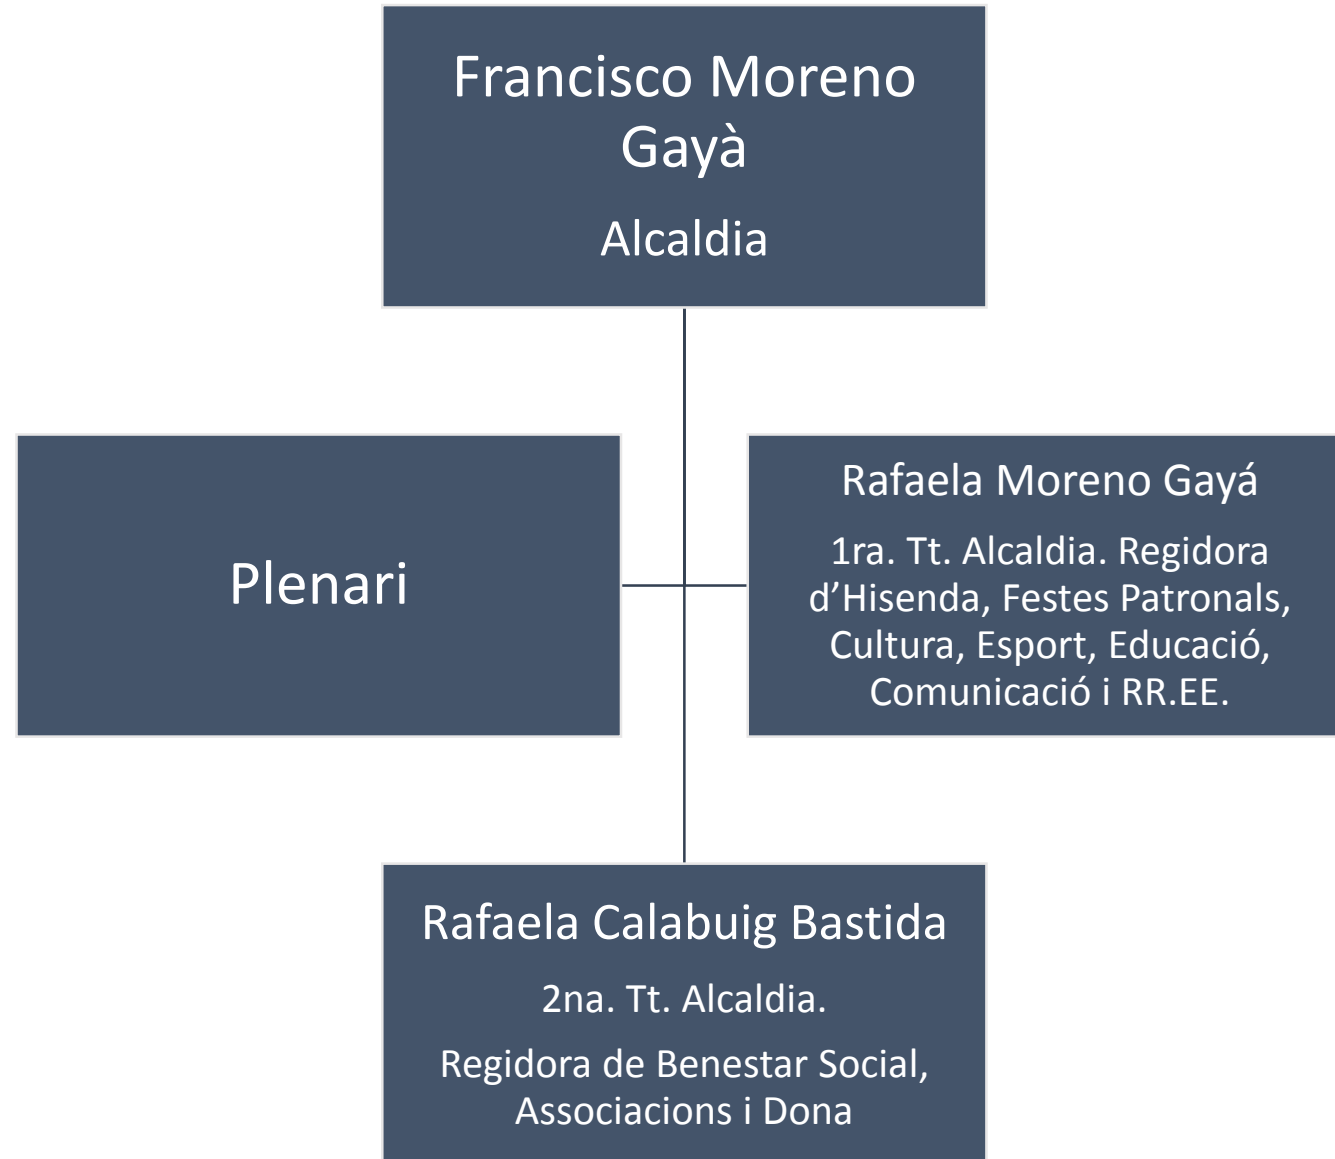 Francisco Moreno
Gayà
Alcaldia
Plenari
Rafaela Moreno Gayá
1ra. Tt. Alcaldia. Regidora
d’Hisenda, Festes Patronals,
Cultura, Esport, Educació,
Comunicació i RR.EE.
Rafaela Calabuig Bastida
2na. Tt. Alcaldia.
Regidora de Benestar Social,
Associacions i Dona